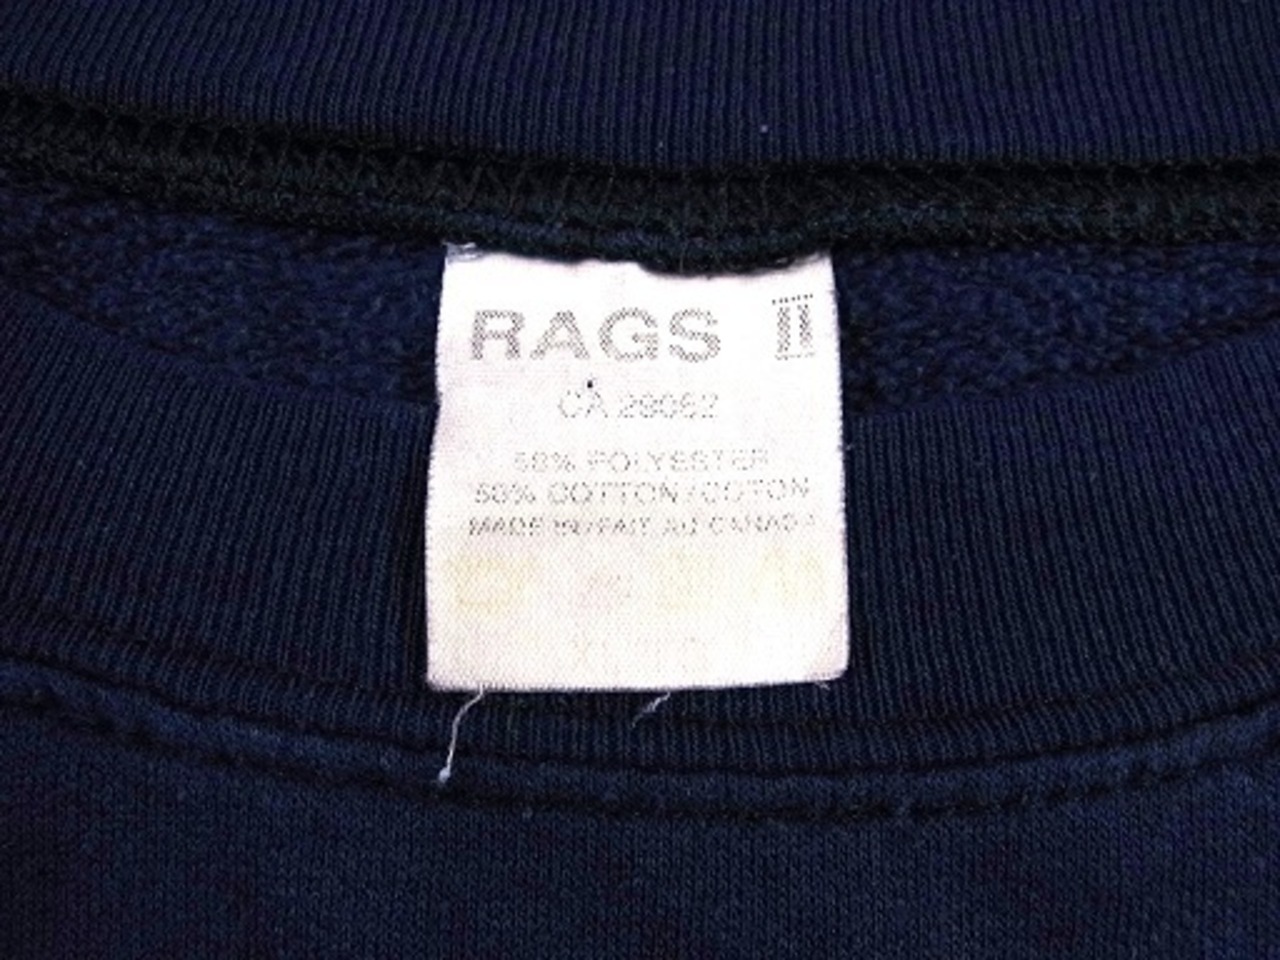 RAGS II
CA 29052
50% POLYESTER
50% COTTON/COTON
MADE IN/FAIT AU CANADA